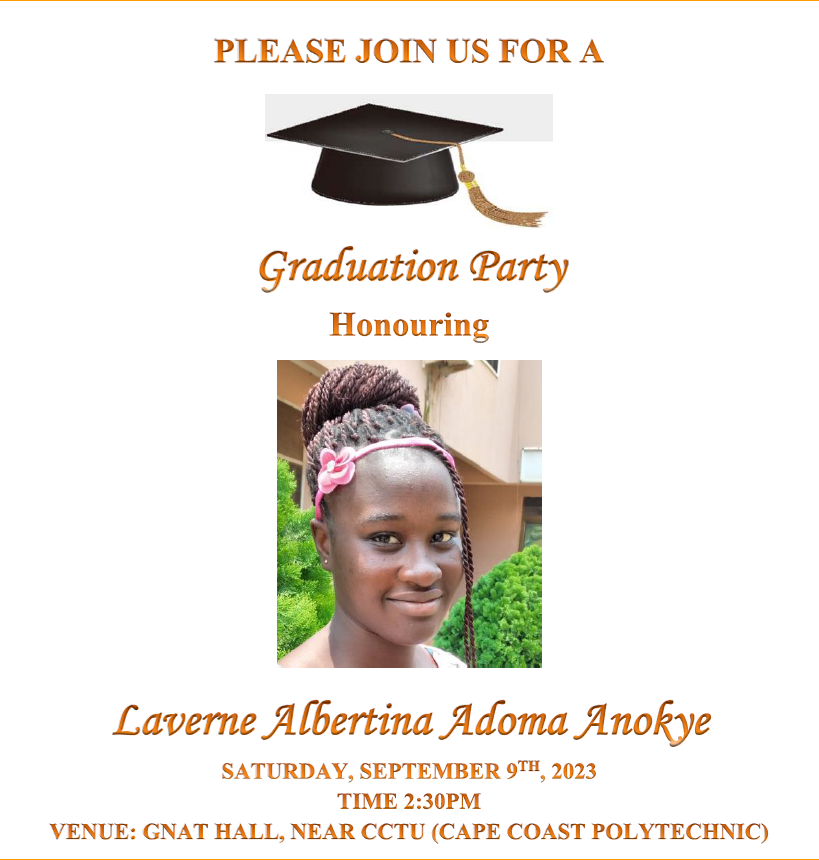 PLEASE JOIN US FOR A
Graduation Party
Honouring
Laverne Albertina Adoma Anokye
SATURDAY, SEPTEMBER 9TH, 2023
TIME 2:30PM
VENUE: GNAT HALL, NEAR CCTU (CAPE COAST POLYTECHNIC)